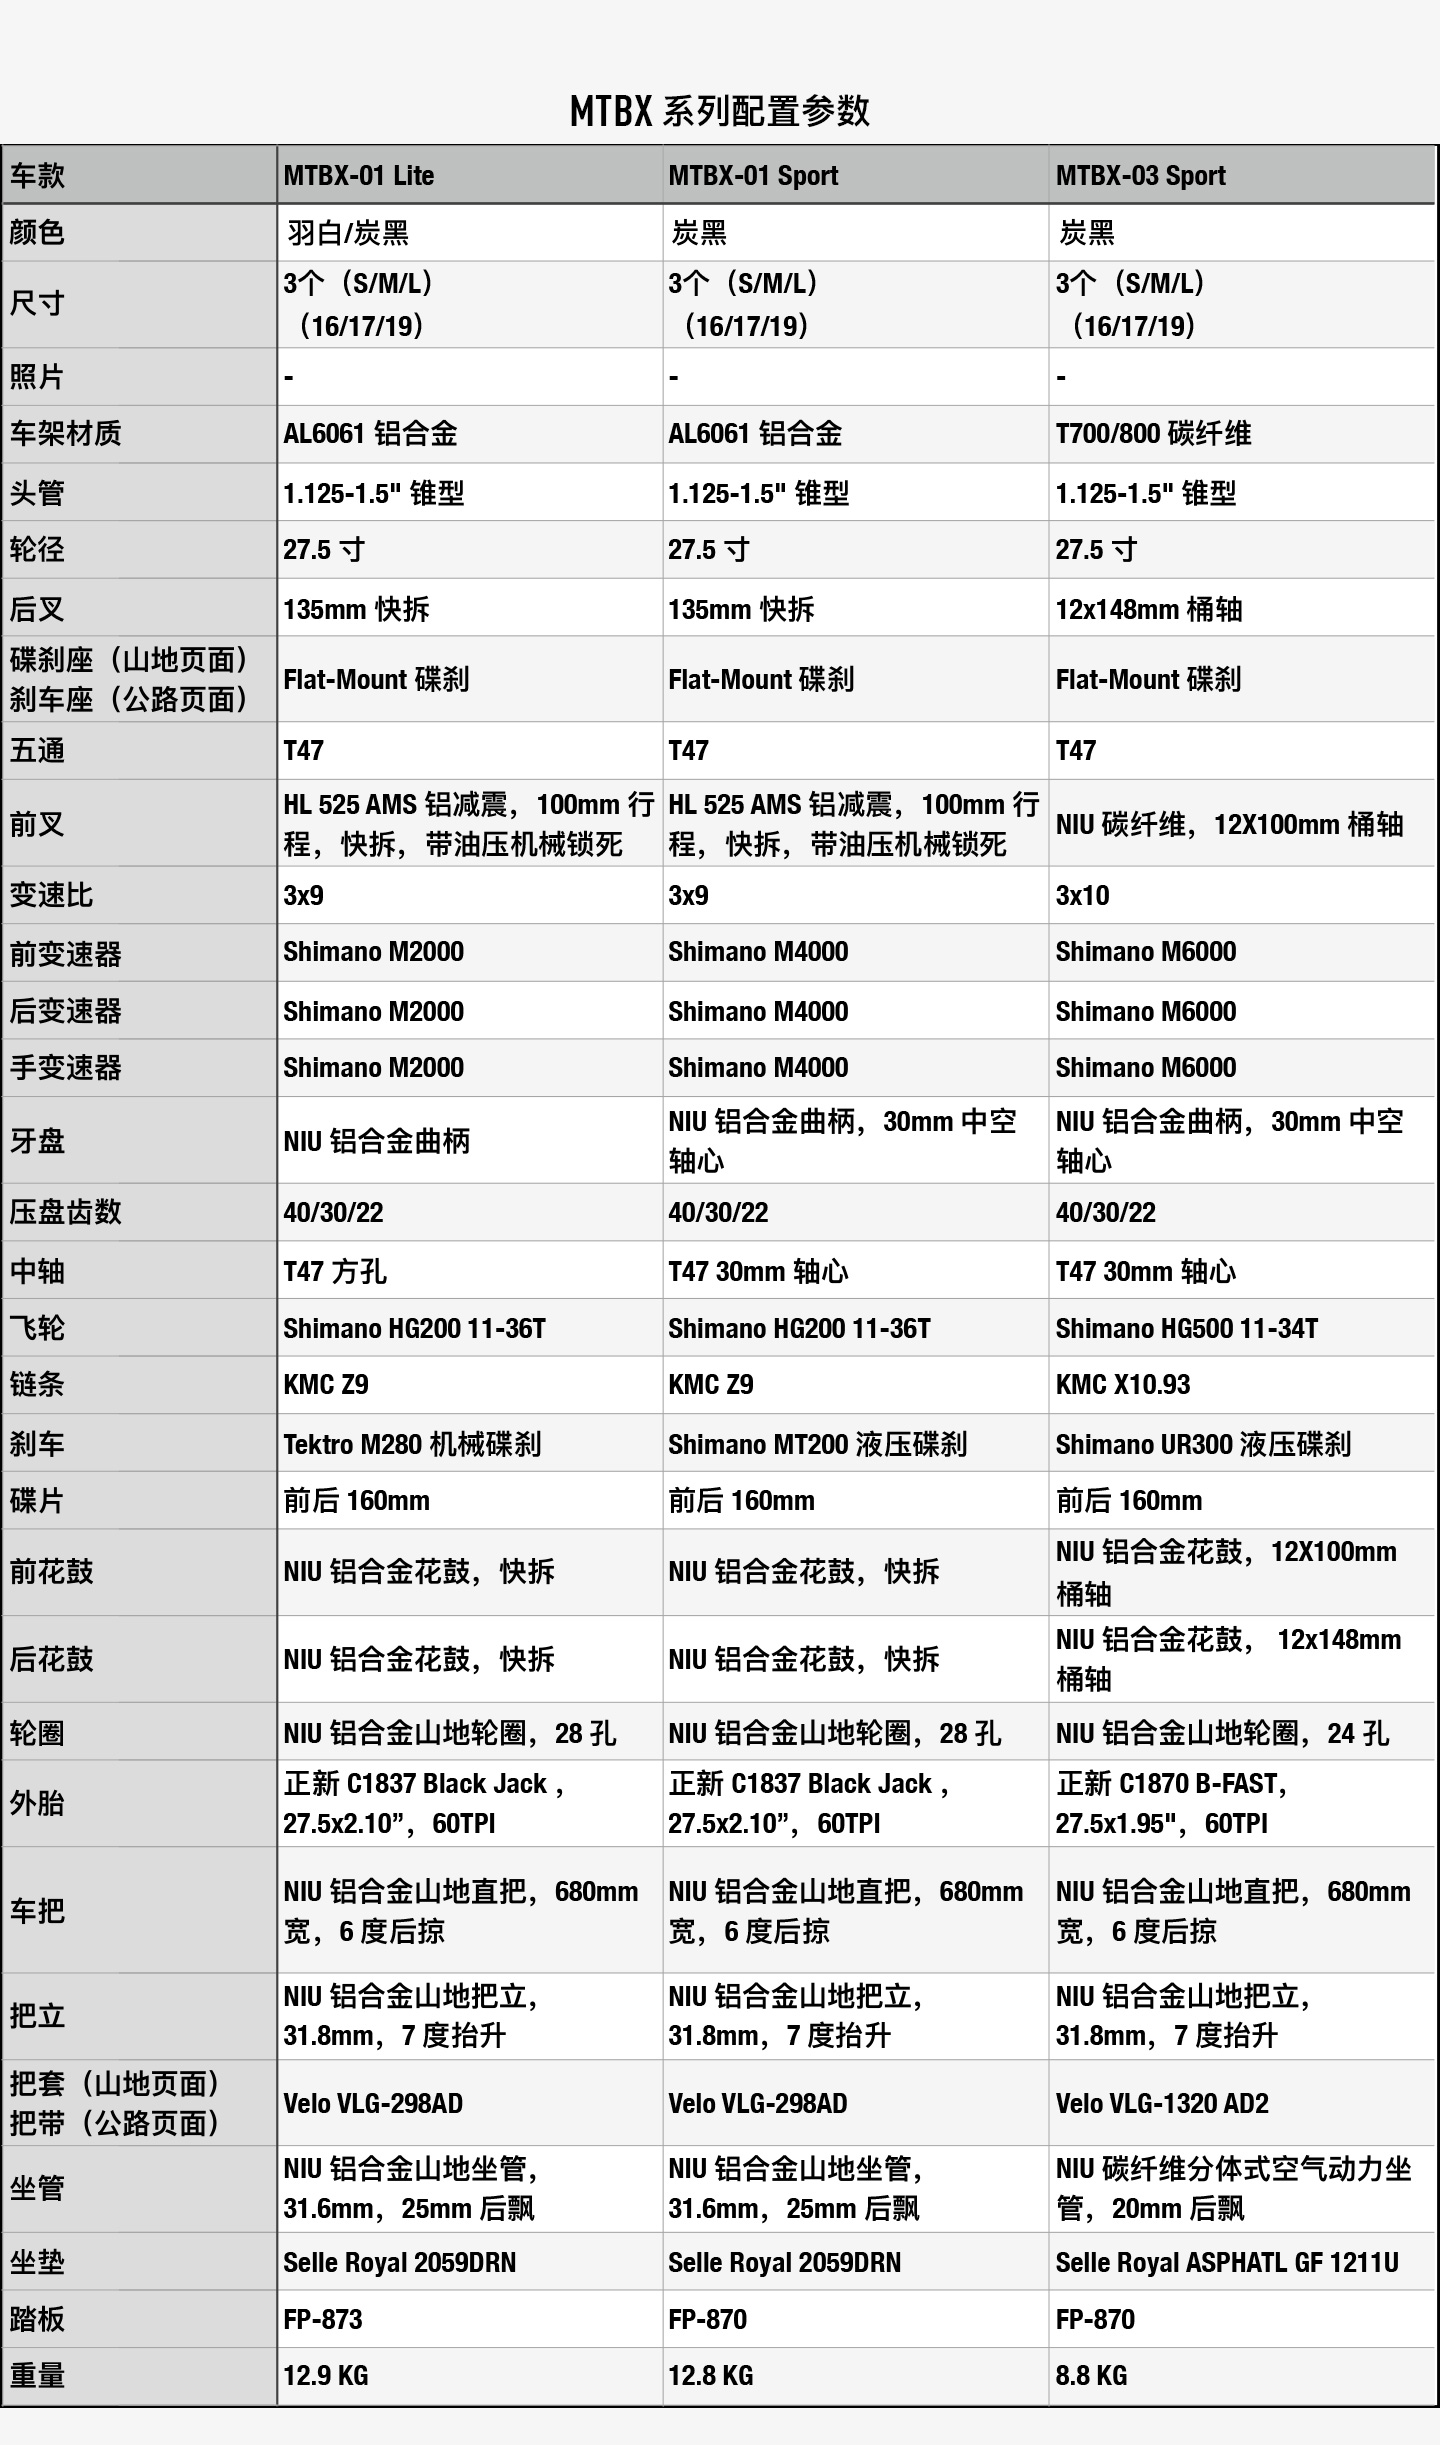 MTBX 系列配置参数
车款 MTBX-01 Lite MTBX-01 Sport MTBX-03 Sport
颜色 羽白/炭黑 炭黑 炭黑
尺寸 3个（S/M/L） 3个（S/M/L） 3个（S/M/L）
（16/17/19） （16/17/19） （16/17/19）
照片 - - -
车架材质 AL6061 铝合金 AL6061 铝合金 T700/800 碳纤维
头管 1.125-1.5" 锥型 1.125-1.5" 锥型 1.125-1.5" 锥型
轮径 27.5 寸 27.5 寸 27.5 寸
后叉 135mm 快拆 135mm 快拆 12x148mm 桶轴
碟刹座（山地页面）
刹车座（公路页面） Flat-Mount 碟刹 Flat-Mount 碟刹 Flat-Mount 碟刹
五通 T47 T47 T47
前叉 HL 525 AMS 铝减震，100mm 行 HL 525 AMS 铝减震，100mm 行 NIU 碳纤维，12X100mm 桶轴
程，快拆，带油压机械锁死 程，快拆，带油压机械锁死
变速比 3x9 3x9 3x10
前变速器 Shimano M2000 Shimano M4000 Shimano M6000
后变速器 Shimano M2000 Shimano M4000 Shimano M6000
手变速器 Shimano M2000 Shimano M4000 Shimano M6000
牙盘 NIU 铝合金曲柄 NIU 铝合金曲柄，30mm 中空 NIU 铝合金曲柄，30mm 中空
轴心 轴心
压盘齿数 40/30/22 40/30/22 40/30/22
中轴 T47 方孔 T47 30mm 轴心 T47 30mm 轴心
飞轮 Shimano HG200 11-36T Shimano HG200 11-36T Shimano HG500 11-34T
链条 KMC Z9 KMC Z9 KMC X10.93
刹车 Tektro M280 机械碟刹 Shimano MT200 液压碟刹 Shimano UR300 液压碟刹
碟片 前后 160mm 前后 160mm 前后 160mm
前花鼓 NIU 铝合金花鼓，快拆 NIU 铝合金花鼓，快拆 NIU 铝合金花鼓，12X100mm
桶轴
后花鼓 NIU 铝合金花鼓，快拆 NIU 铝合金花鼓，快拆 NIU 铝合金花鼓， 12x148mm
桶轴
轮圈 NIU 铝合金山地轮圈，28 孔 NIU 铝合金山地轮圈，28 孔 NIU 铝合金山地轮圈，24 孔
外胎 正新 C1837 Black Jack， 正新 C1837 Black Jack， 正新 C1870 B-FAST，
27.5x2.10”，60TPI 27.5x2.10”，60TPI 27.5x1.95"，60TPI
车把 NIU 铝合金山地直把，680mm NIU 铝合金山地直把，680mm NIU 铝合金山地直把，680mm
宽，6 度后掠 宽，6 度后掠 宽，6 度后掠
把立 NIU 铝合金山地把立， NIU 铝合金山地把立， NIU 铝合金山地把立，
31.8mm，7 度抬升 31.8mm，7 度抬升 31.8mm，7 度抬升
把套（山地页面）
把带（公路页面） Velo VLG-298AD Velo VLG-298AD Velo VLG-1320 AD2
坐管 NIU 铝合金山地坐管， NIU 铝合金山地坐管， NIU 碳纤维分体式空气动力坐
31.6mm，25mm 后飘 31.6mm，25mm 后飘 管，20mm 后飘
坐垫 Selle Royal 2059DRN Selle Royal 2059DRN Selle Royal ASPHATL GF 1211U
踏板 FP-873 FP-870 FP-870
重量 12.9 KG 12.8 KG 8.8 KG